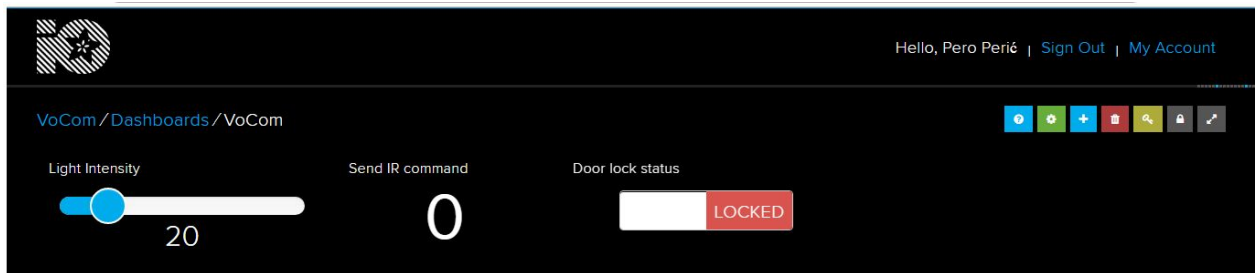 iO
Hello, Pero Perić | Sign Out | My Account
VoCom / Dashboards / VoCom
Light Intensity
Send IR command
Door lock status
20
0
LOCKED